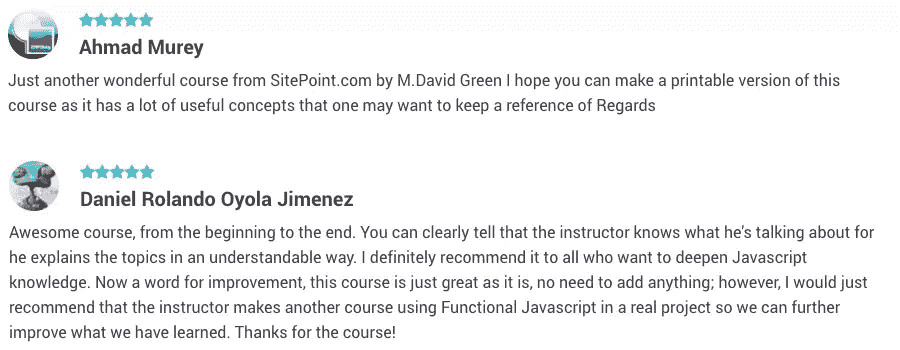 Ahmad Murey
Just another wonderful course from SitePoint.com by M.David Green I hope you can make a printable version of this
course as it has a lot of useful concepts that one may want to keep a reference of Regards
Daniel Rolando Oyola Jimenez
Awesome course, from the beginning to the end. You can clearly tell that the instructor knows what he's talking about for
he explains the topics in an understandable way. I definitely recommend it to all who want to deepen Javascript
knowledge. Now a word for improvement, this course is just great as it is, no need to add anything; however, I would just
recommend that the instructor makes another course using Functional Javascript in a real project so we can further
improve what we have learned. Thanks for the course!